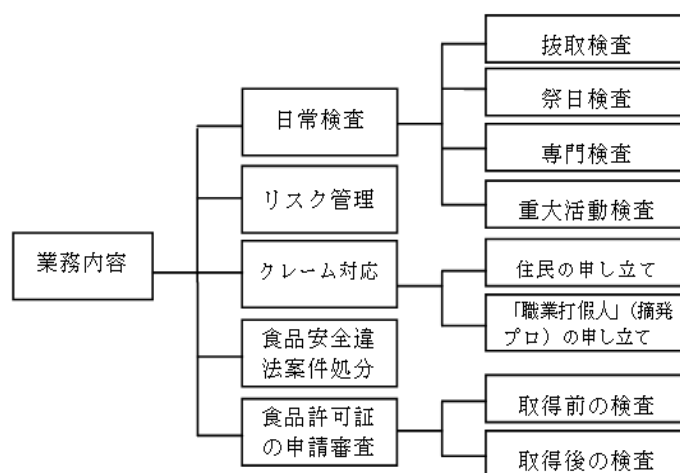 業務内容
日常検査
抜取検査
祭日検査
専門検査
重大活動検査
リスク管理
クレーム対応
住民の申し立て
「職業打假人」(摘発
プロ)の申し立て
食品安全違
法案件処分
食品許可証
の申請審査
取得前の検査
取得後の検査